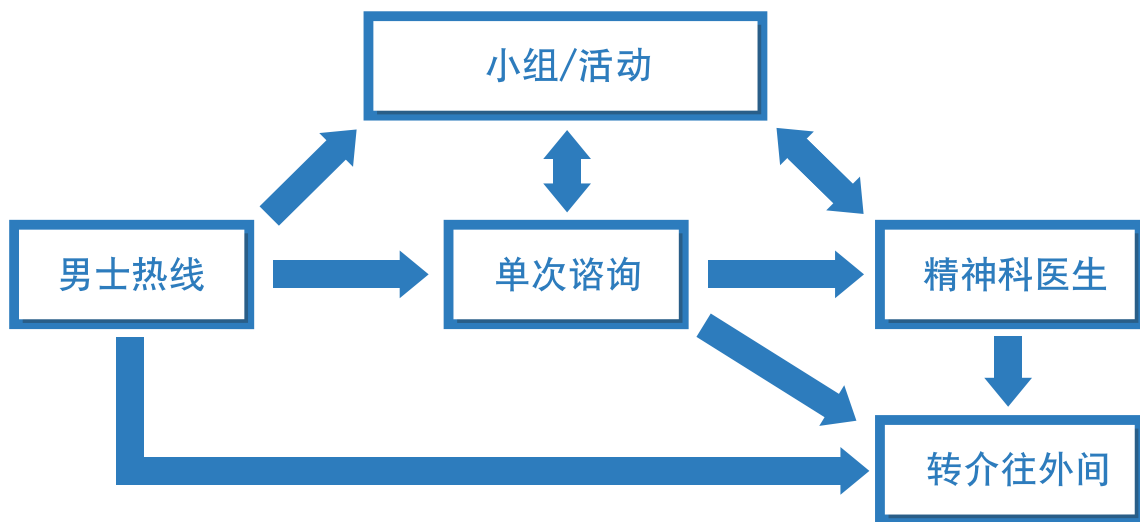 小组/活动
男士热线
单次谘询
精神科医生
转介往外间